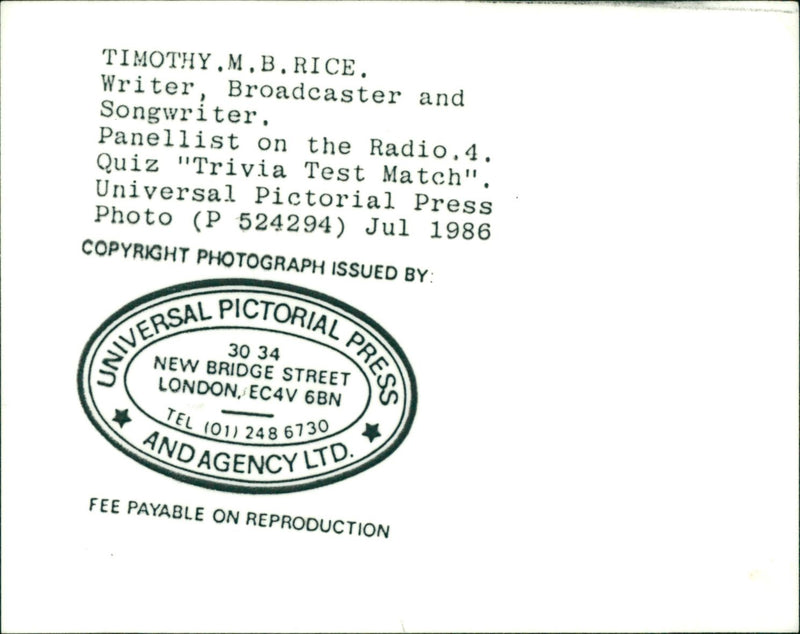 TIMOTHY.M.B.RICE.
Writer, Broadcaster and
Songwriter.
Panellist on the Radio.4.
Quiz "Trivia Test Match".
Universal Pictorial Press
Photo (P 524294) Jul 1986
COPYRIGHT PHOTOGRAPH ISSUED BY:
UNIVERSAL PICTORIAL PRESS
30 34
NEW BRIDGE STREET
LONDON, EC4V 6BN
TEL (01) 248 6730
AND AGENCY LTD.
FEE PAYABLE ON REPRODUCTION